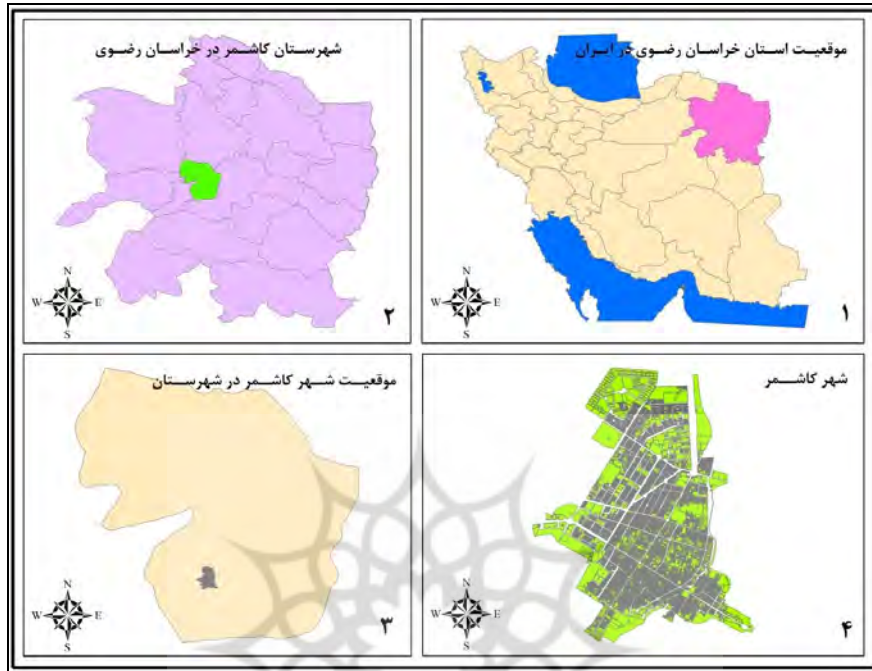 موقعیت استان خراسان رضوی در ایران
N
W E
S
۱
شهرستان کاشمر در خراسان رضوی
N
W E
S
۲
موقعیت شهر کاشمر در شهرستان
N
W E
S
۳
شهر کاشمر
N
W E
S
۴